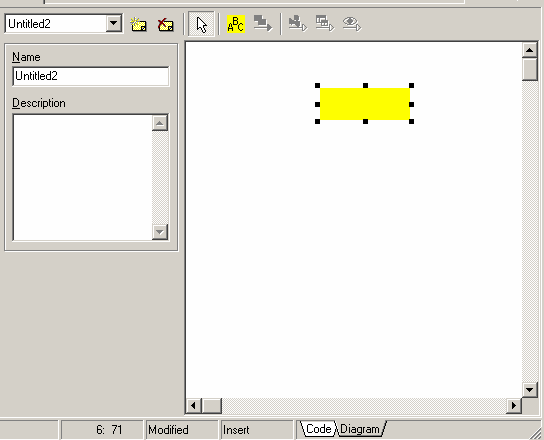 Untitled2
A B C
Name
Untitled2
Description
6: 71 Modified Insert Code Diagram